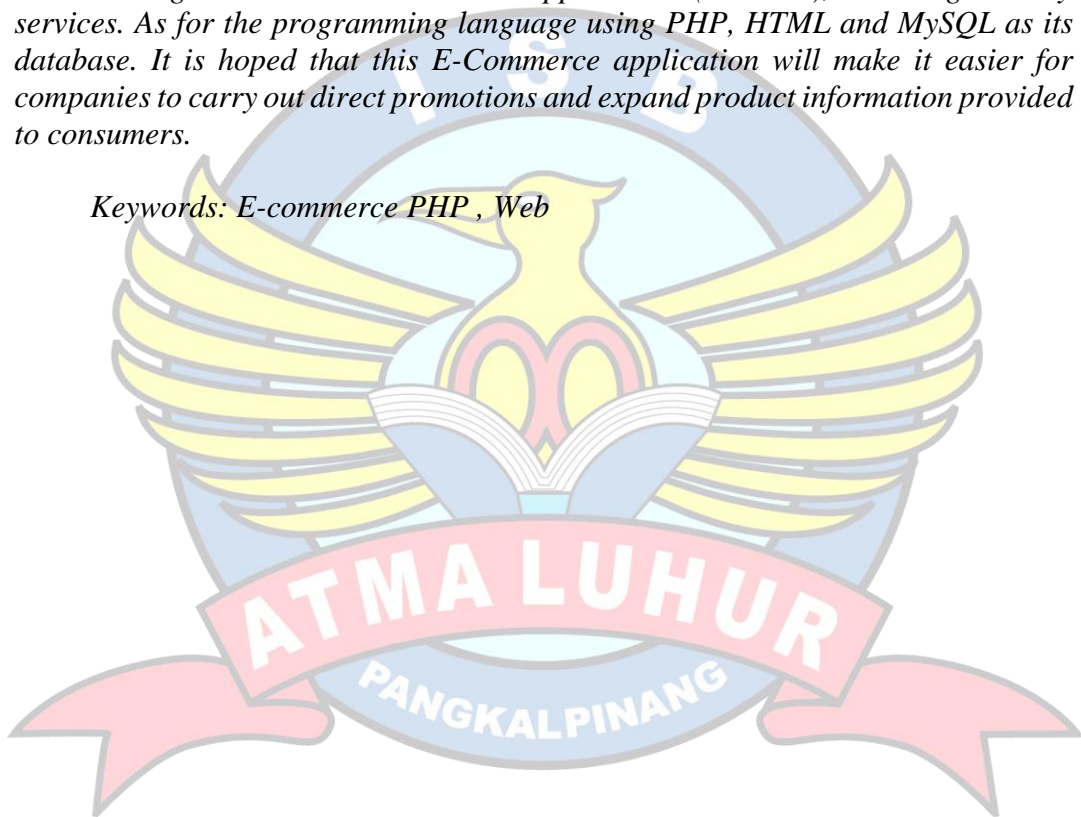 services. As for the programming language using PHP, HTML and MySQL as its
database. It is hoped that this E-Commerce application will make it easier for
companies to carry out direct promotions and expand product information provided
to consumers.
Keywords: E-commerce PHP , Web
I S B
ATMA LUHUR
PANGKALPINANG